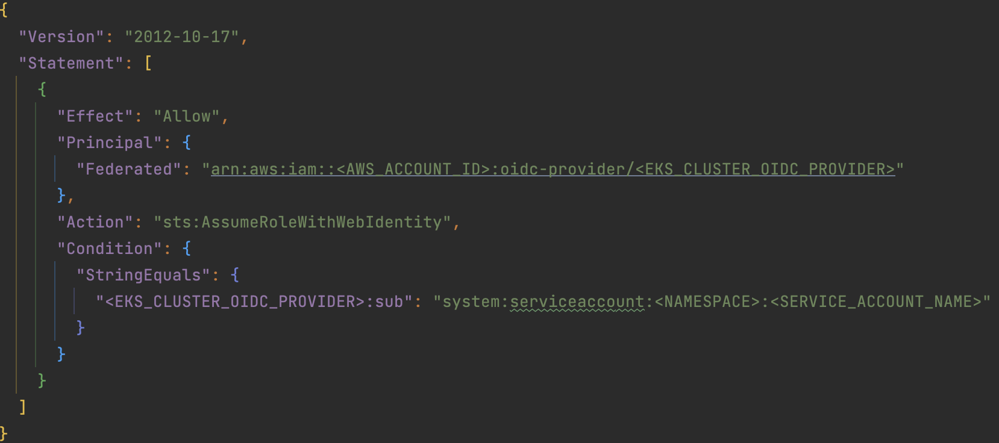 {
"Version": "2012-10-17",
"Statement": [
{
"Effect": "Allow",
"Principal": {
"Federated": "arn:aws:iam::<AWS_ACCOUNT_ID>:oidc-provider/<EKS_CLUSTER_OIDC_PROVIDER>"
},
"Action": "sts:AssumeRoleWithWebIdentity",
"Condition": {
"StringEquals": {
"<EKS_CLUSTER_OIDC_PROVIDER>:sub": "system:serviceaccount:<NAMESPACE>:<SERVICE_ACCOUNT_NAME>"
}
}
}
]
}